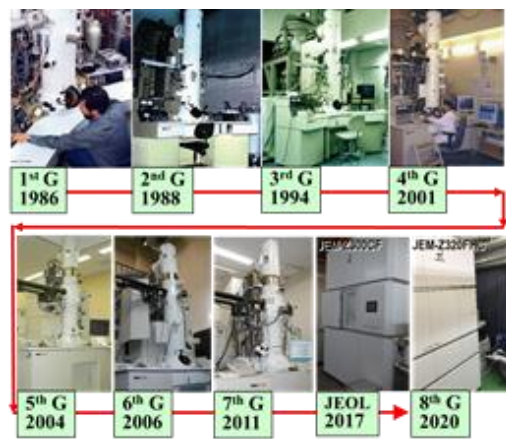 1st G
1986
2nd G
1988
3rd G
1994
4th G
2001
JEM-Z300CF
JEM-Z320FHC
5th G
2004
6th G
2006
7th G
2011
JEOL
2017
8th G
2020